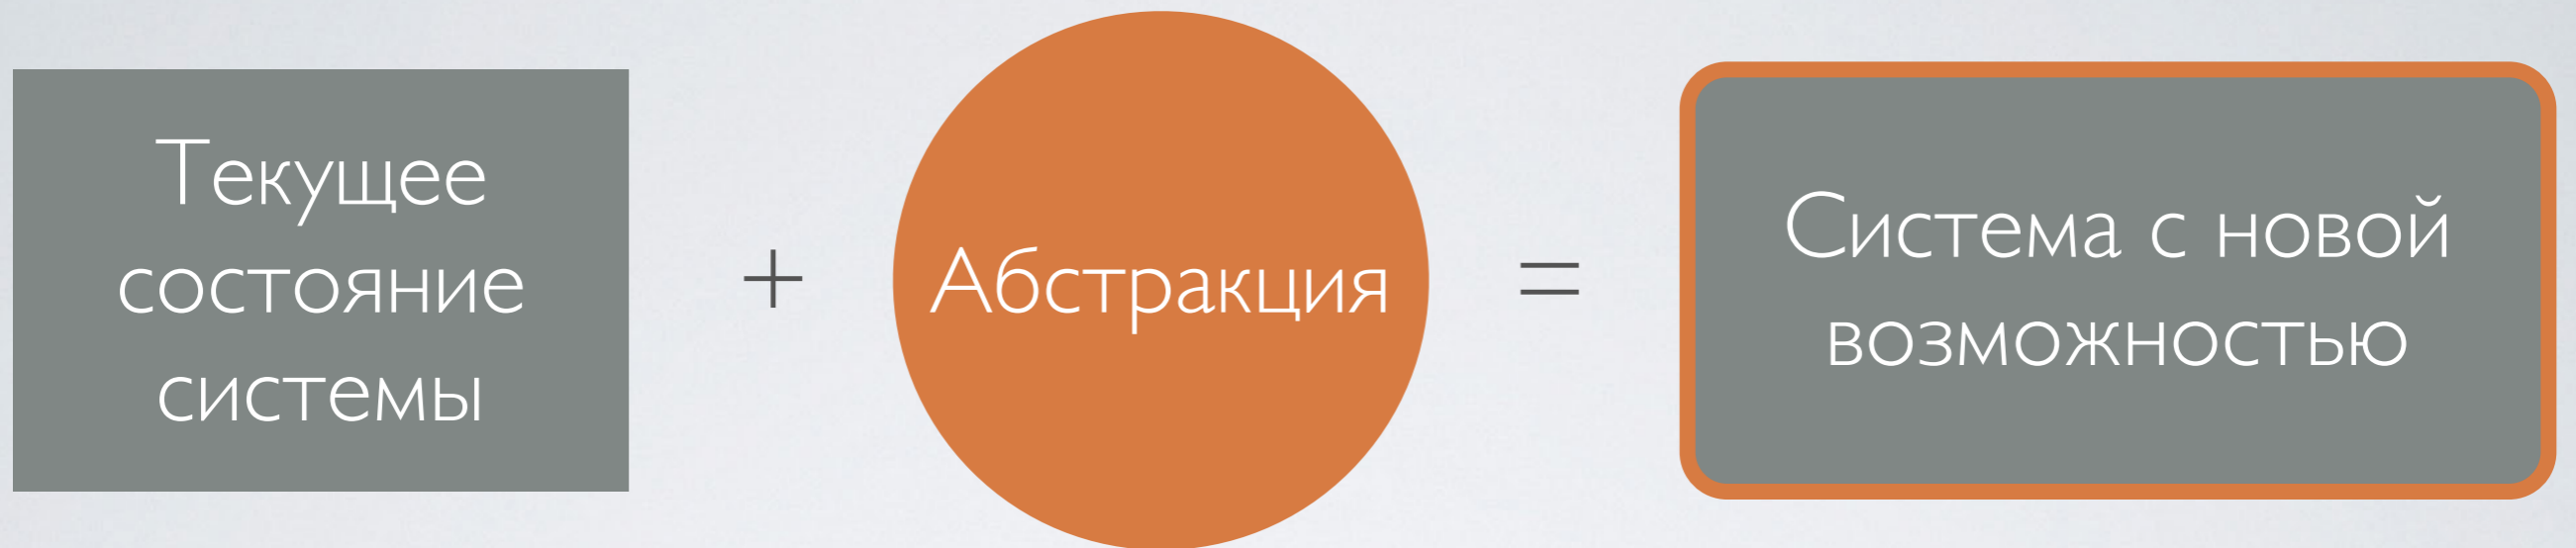 Текущее
состояние
системы
+
Абстракция
=
Система с новой
возможностью